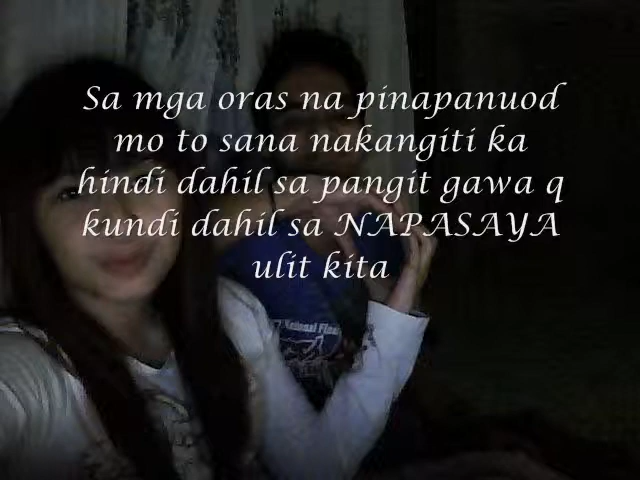 Sa mga oras na pinapanuod
mo to sana nakangiti ka
hindi dahil sa pangit gawa q
kundi dahil sa NAPASAYA
ulit kita
National